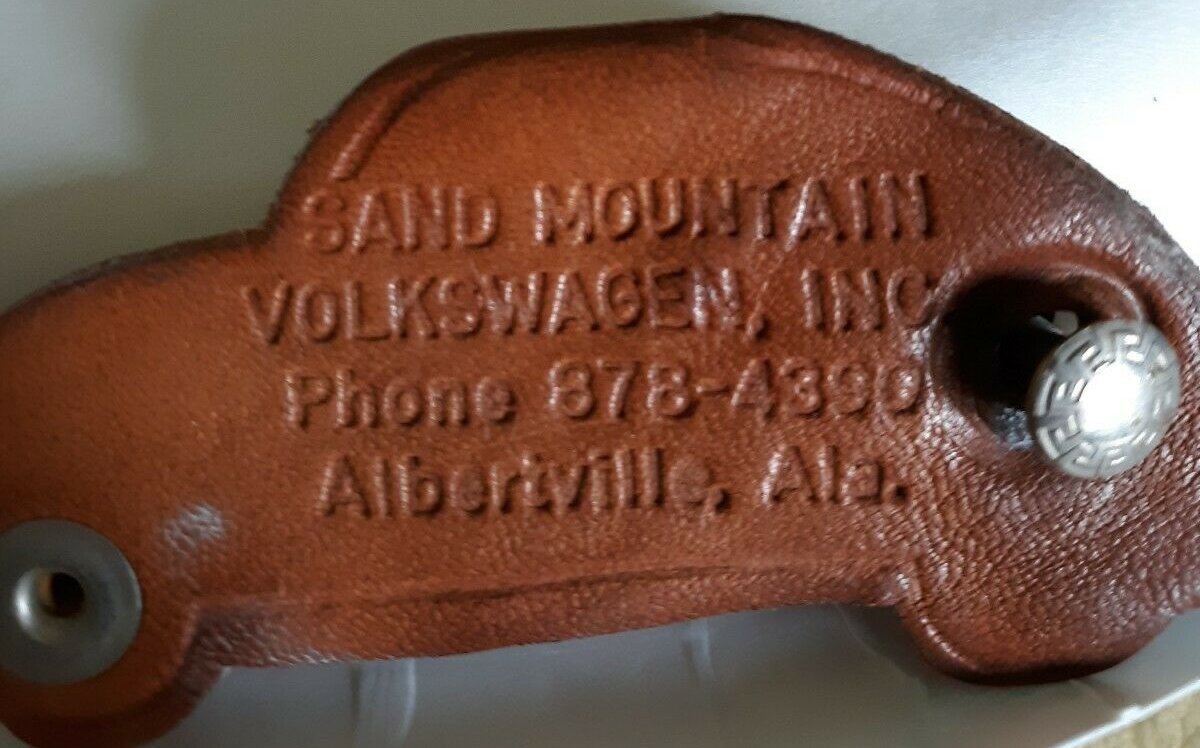 SAND MOUNTAIN
VOLKSWAGEN, INC
Phone 878-4390
Albertville, Ala.